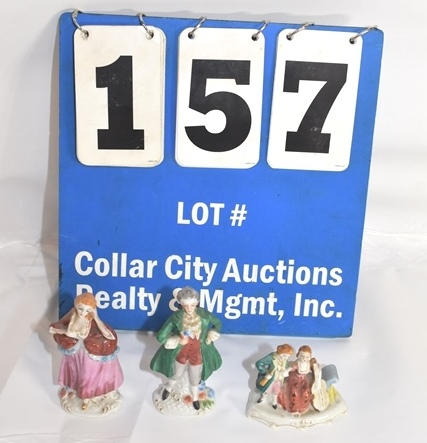 157
LOT #
Collar City Auctions
Realty & Mgmt, Inc.